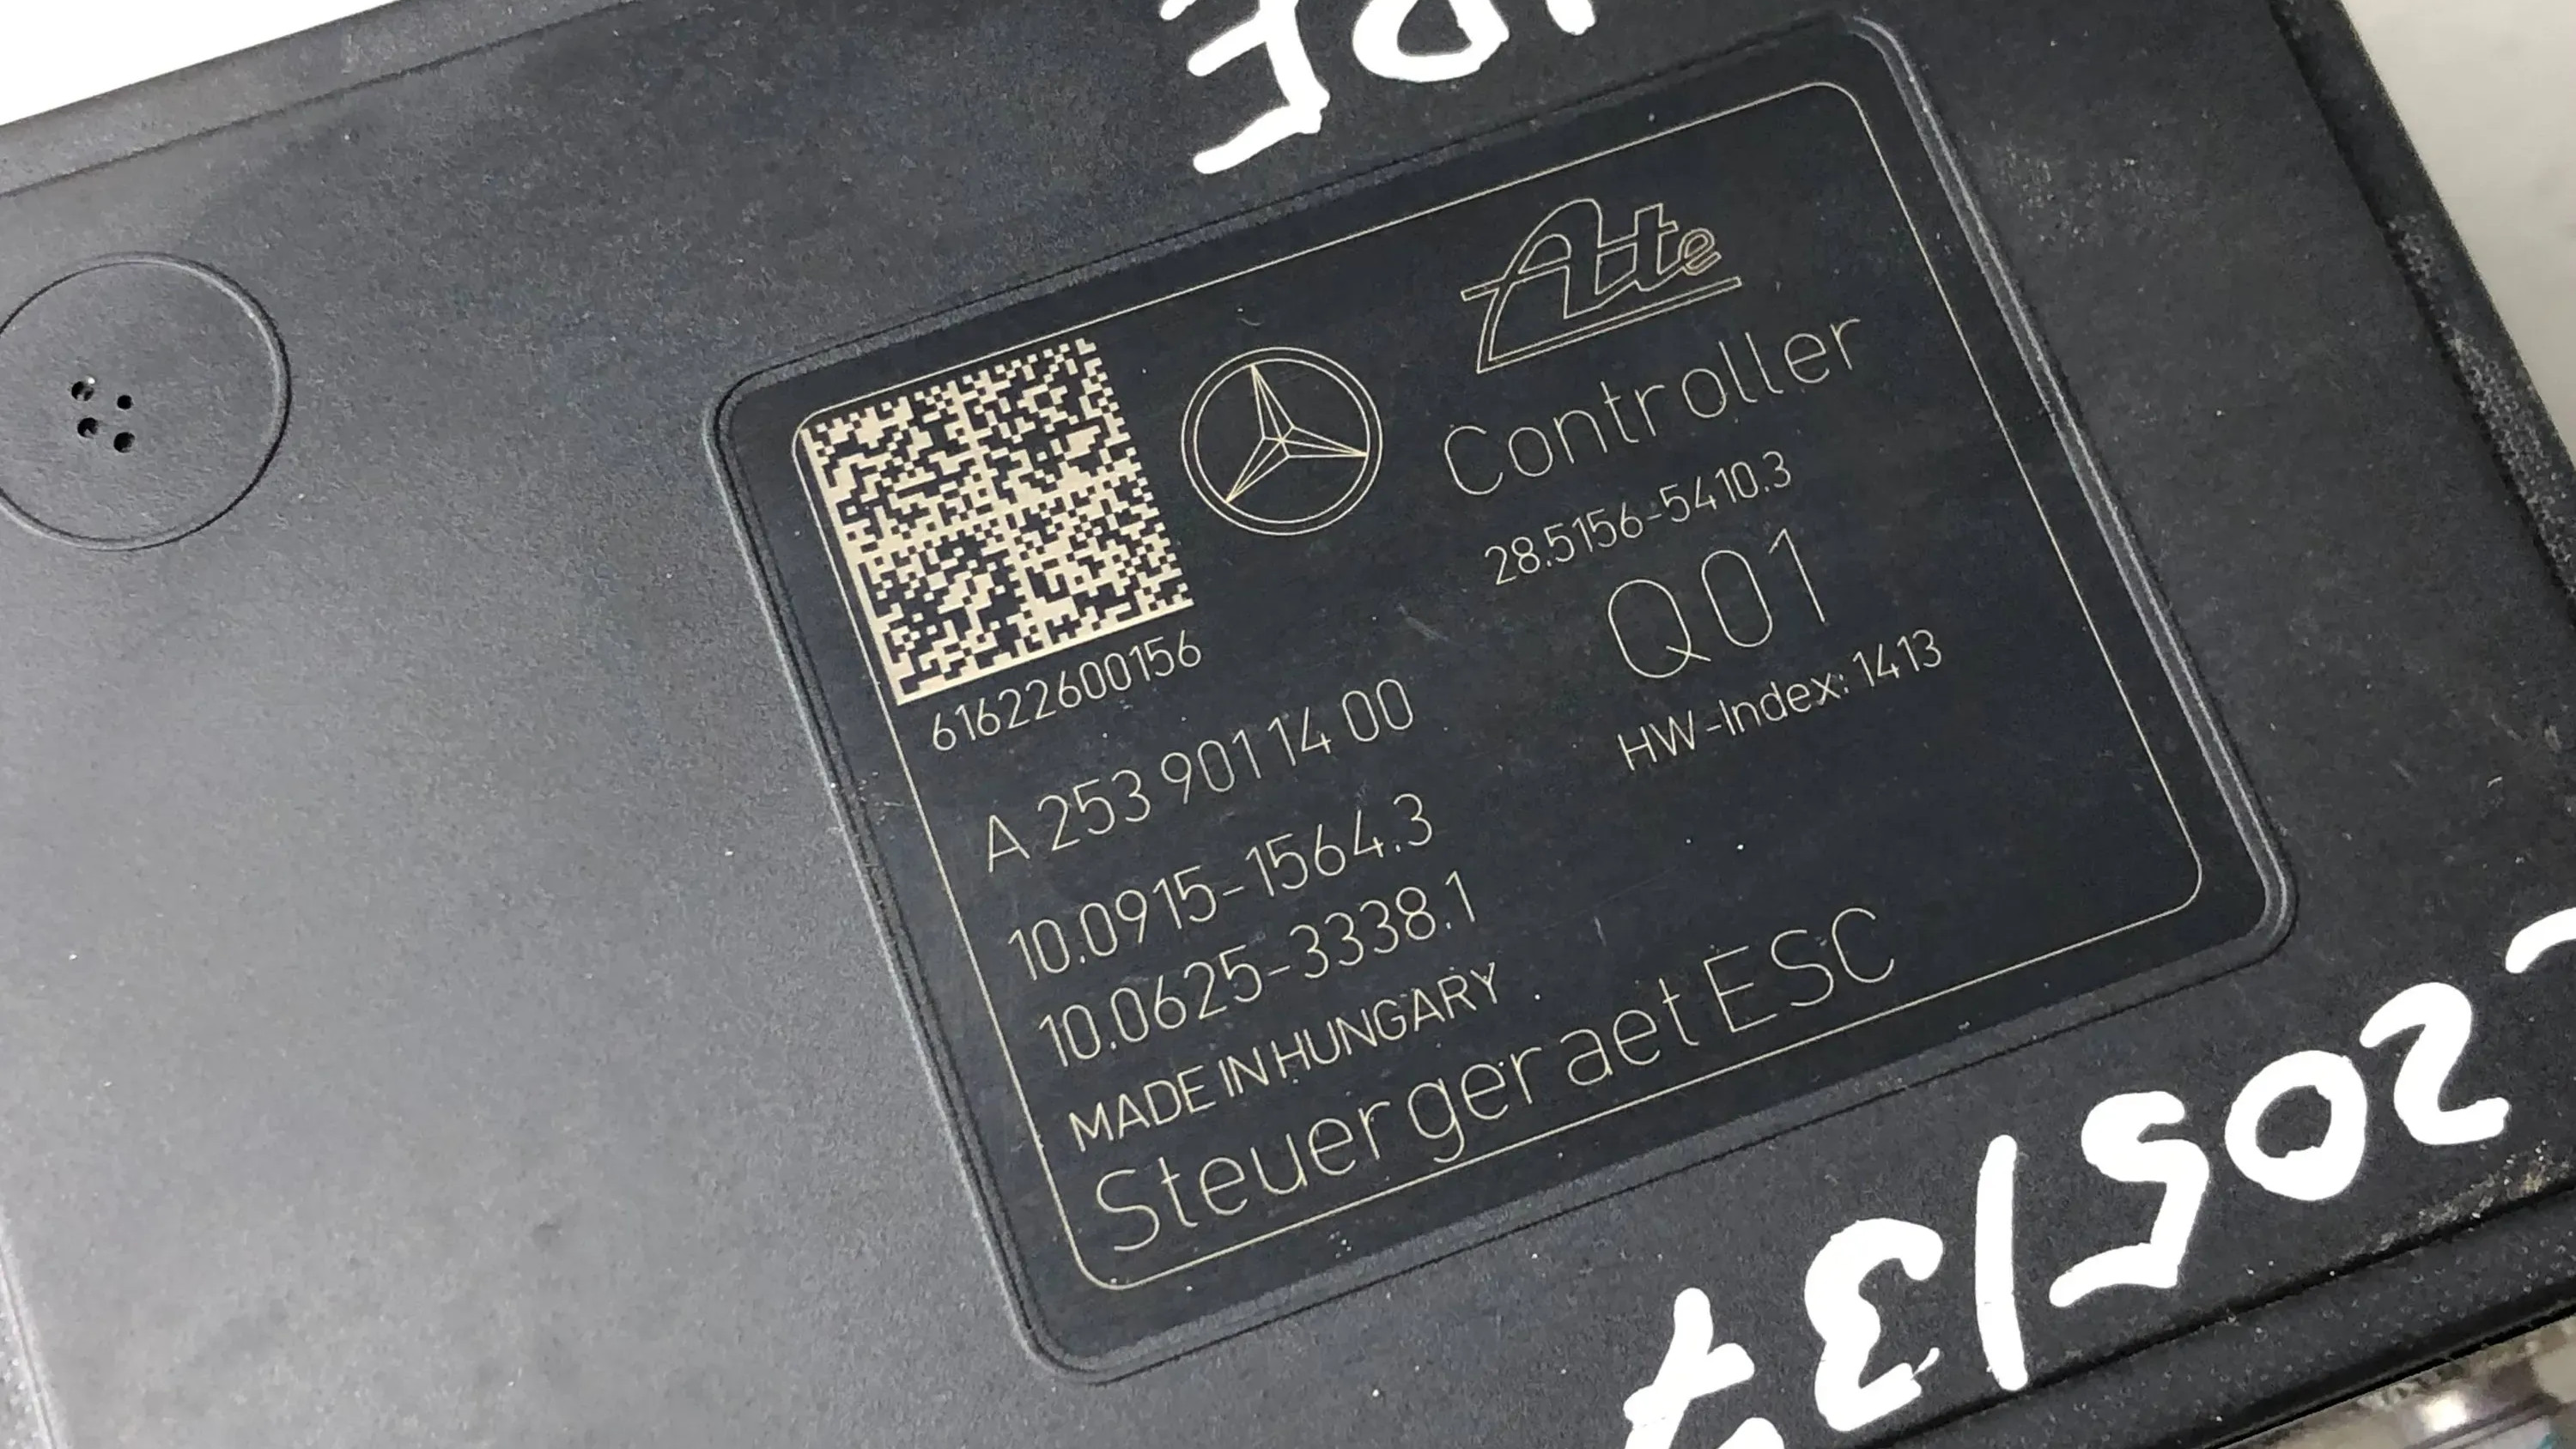 Ate
Controller
28.5156-5410.3
Q01
HW-Index: 1413
61622600156
A 253 901 14 00
10.0915-1564.3
10.0625-3338.1
MADE IN HUNGARY
Steuergeraet ESC
205137